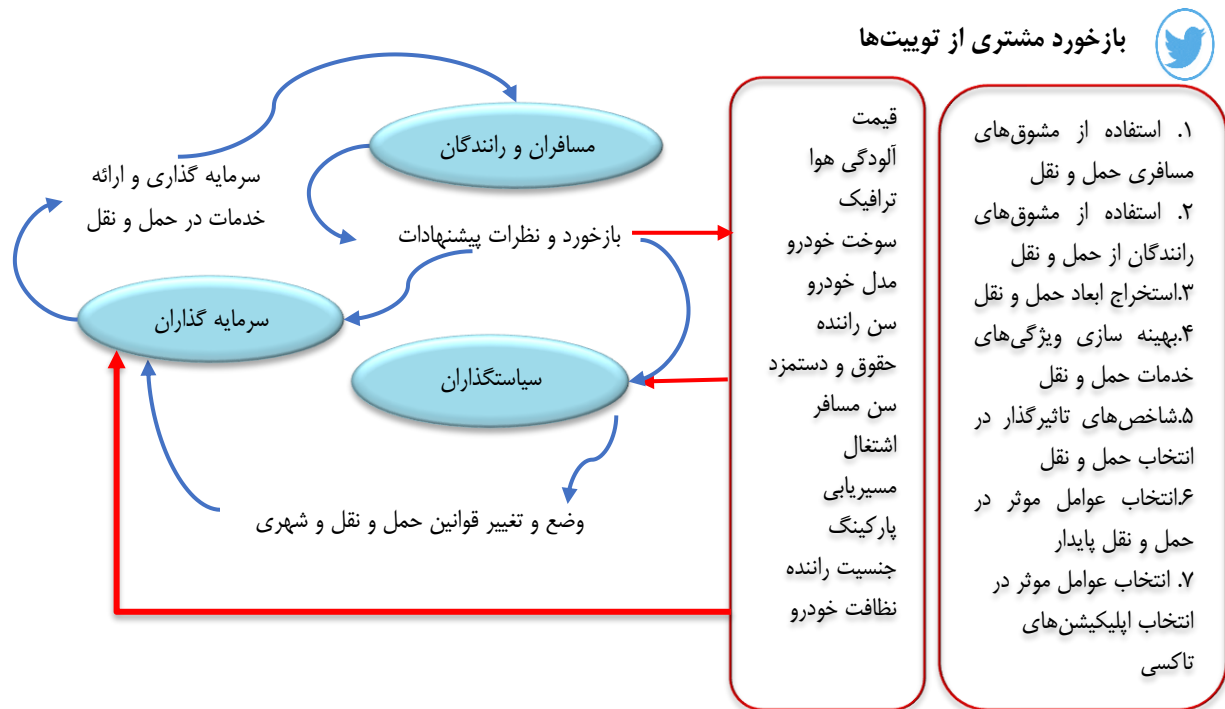 بازخورد مشتری از توییت‌ها
۱. استفاده از مشوق‌های
مسافری حمل و نقل
۲. استفاده از مشوق‌های
رانندگان از حمل و نقل
۳.استخراج ابعاد حمل و نقل
۴.بهینه سازی ویژگی‌های
خدمات حمل و نقل
۵.شاخص‌های تاثیرگذار در
انتخاب حمل و نقل
۶.انتخاب عوامل موثر در
حمل و نقل پایدار
۷. انتخاب عوامل موثر در
انتخاب اپلیکیشن‌های
تاکسی
قیمت
آلودگی هوا
ترافیک
سوخت خودرو
مدل خودرو
سن راننده
حقوق و دستمزد
سن مسافر
اشتغال
مسیریابی
پارکینگ
جنسیت راننده
نظافت خودرو
مسافران و رانندگان
سرمایه گذاری و ارائه
خدمات در حمل و نقل
بازخورد و نظرات پیشنهادات
سرمایه گذاران
سیاستگذاران
وضع و تغییر قوانین حمل و نقل و شهری